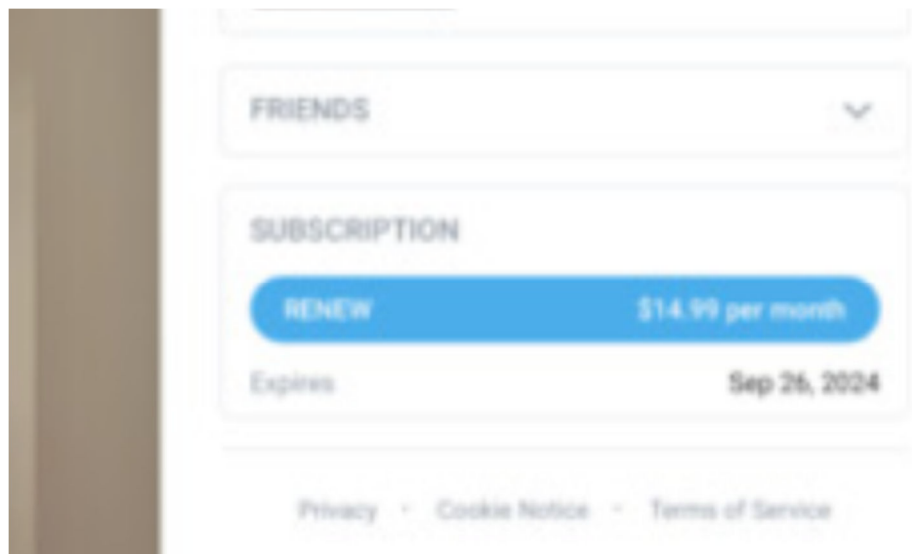 FRIENDS
SUBSCRIPTION
RENEW $14.99 per month
Expires Sep 26, 2024
Privacy · Cookie Notice · Terms of Service